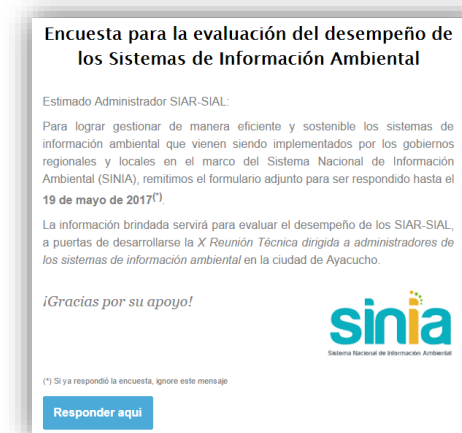 Encuesta para la evaluación del desempeño de
los Sistemas de Información Ambiental
Estimado Administrador SIAR-SIAL:
Para lograr gestionar de manera eficiente y sostenible los sistemas de
información ambiental que vienen siendo implementados por los gobiernos
regionales y locales en el marco del Sistema Nacional de Información
Ambiental (SINIA), remitimos el formulario adjunto para ser respondido hasta el
19 de mayo de 2017(*).
La información brindada servirá para evaluar el desempeño de los SIAR-SIAL,
a puertas de desarrollarse la X Reunión Técnica dirigida a administradores de
los sistemas de información ambiental en la ciudad de Ayacucho.
¡Gracias por su apoyo!
sinia
Sistema Nacional de Información Ambiental
(*) Si ya respondió la encuesta, ignore este mensaje
Responder aquí